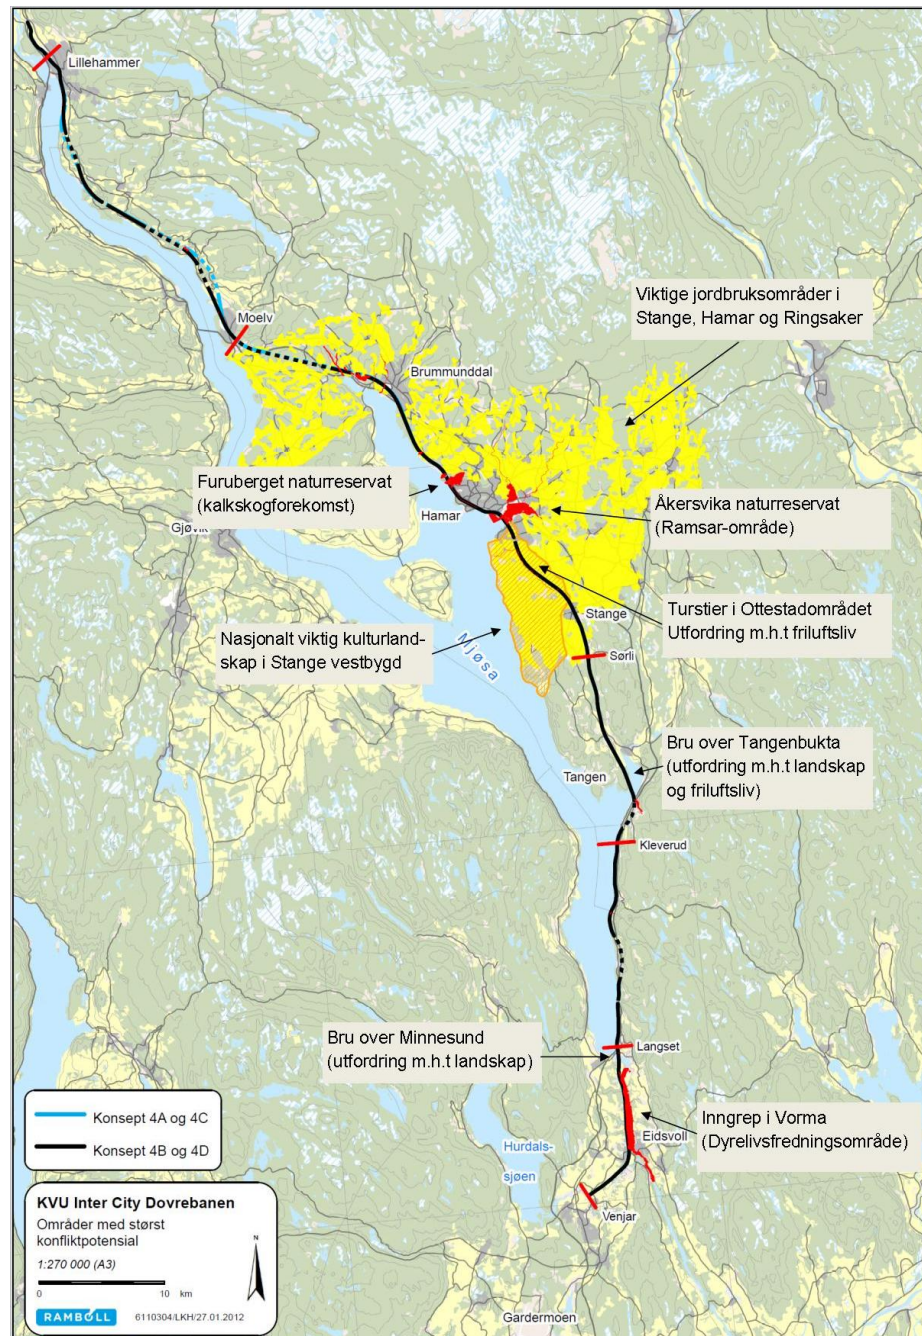 Lillehammer
Viktige jordbruksområder i
Stange, Hamar og Ringsaker
Moelv
Brummunddal
Furuberget naturreservat
(kalkskogforekomst)
Åkersvika naturreservat
(Ramsar-område)
Hamar
Gjøvik
Turstier i Ottestadområdet
Utfordring m.h.t friluftsliv
Stange
Nasjonalt viktig kulturland-
skap i Stange vestbygd
Mjøsa
Sørli
Bru over Tangenbukta
(utfordring m.h.t landskap
og friluftsliv)
Tangen
Kleverud
Bru over Minnesund
(utfordring m.h.t landskap)
Langset
Inngrep i Vorma
(Dyrelivsfredningsområde)
Eidsvoll
Hurdals-
sjøen
Venjar
Gardermoen
Konsept 4A og 4C
Konsept 4B og 4D
KVU Inter City Dovrebanen
Områder med størst
konfliktpotensial
1:270 000 (A3)
N
0 10 km
RAMBOLL 6110304/LKH/27.01.2012